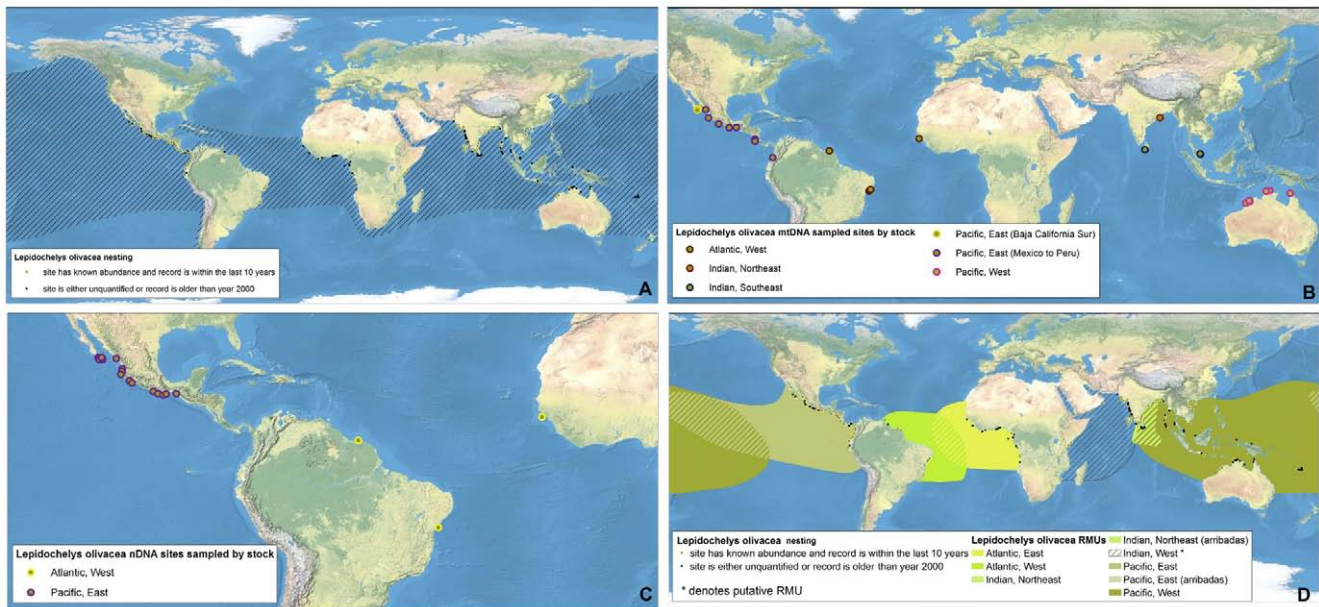 A
Lepidochelys olivacea nesting
site has known abundance and record is within the last 10 years
site is either unquantified or record is older than year 2000
B
Lepidochelys olivacea mtDNA sampled sites by stock
Atlantic, West
Indian, Northeast
Indian, Southeast
Pacific, East (Baja California Sur)
Pacific, East (Mexico to Peru)
Pacific, West
C
Lepidochelys olivacea nDNA sites sampled by stock
Atlantic, West
Pacific, East
D
Lepidochelys olivacea nesting
site has known abundance and record is within the last 10 years
site is either unquantified or record is older than year 2000
* denotes putative RMU
Lepidochelys olivacea RMUs
Atlantic, East
Atlantic, West
Indian, Northeast
Indian, Northeast (arribadas)
Indian, West *
Pacific, East
Pacific, East (arribadas)
Pacific, West